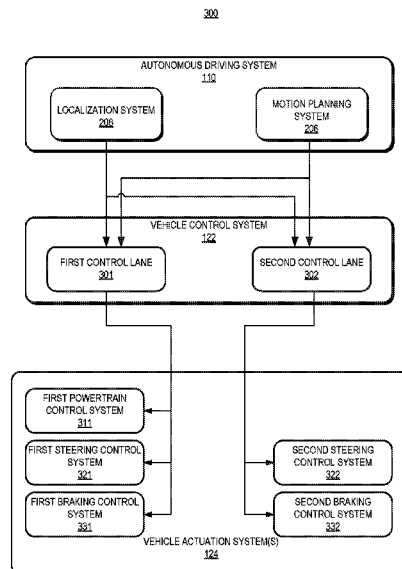 300
AUTONOMOUS DRIVING SYSTEM
110
LOCALIZATION SYSTEM
208
MOTION PLANNING SYSTEM
206
VEHICLE CONTROL SYSTEM
122
FIRST CONTROL LANE
301
SECOND CONTROL LANE
302
FIRST POWERTRAIN CONTROL SYSTEM
311
FIRST STEERING CONTROL SYSTEM
321
SECOND STEERING CONTROL SYSTEM
322
FIRST BRAKING CONTROL SYSTEM
331
SECOND BRAKING CONTROL SYSTEM
332
VEHICLE ACTUATION SYSTEM(S)
124